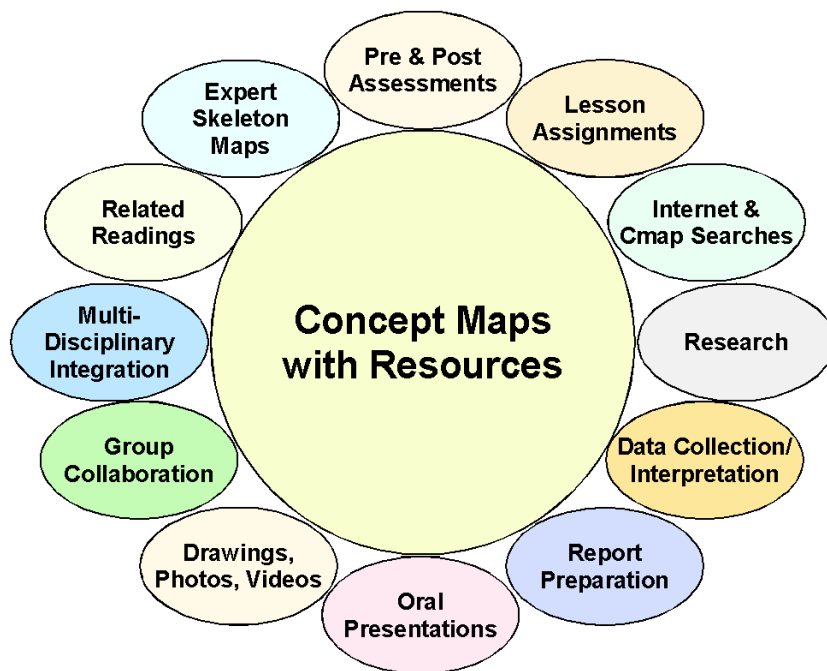 Pre & Post
Assessments
Lesson
Assignments
Internet &
Cmap Searches
Research
Data Collection/
Interpretation
Report
Preparation
Oral
Presentations
Drawings,
Photos, Videos
Group
Collaboration
Multi-
Disciplinary
Integration
Related
Readings
Expert
Skeleton
Maps
Concept Maps
with Resources